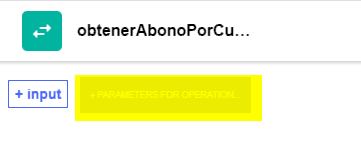 obtenerAbonoPorCu...
+ input
+ PARAMETERS FOR OPERATION...